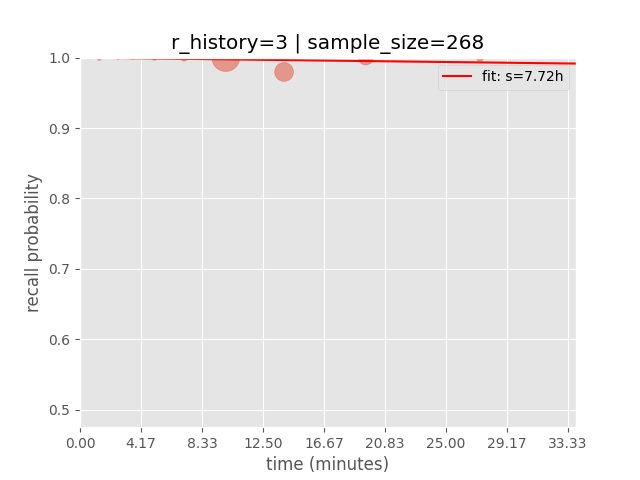 r_history=3 | sample_size=268
fit: s=7.72h
recall probability
1.0
0.9
0.8
0.7
0.6
0.5
0.00 4.17 8.33 12.50 16.67 20.83 25.00 29.17 33.33
time (minutes)